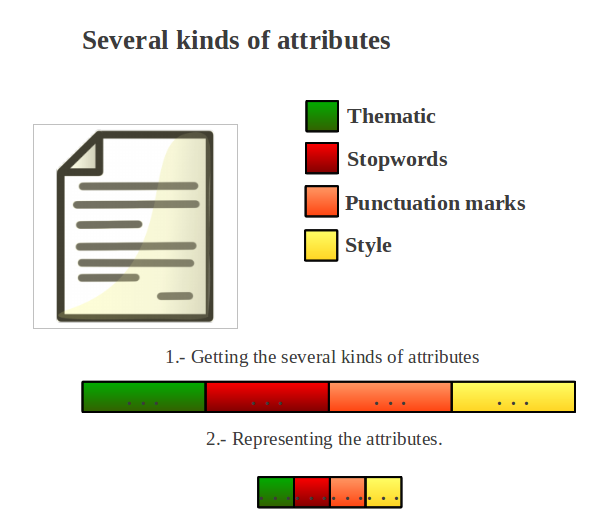 Several kinds of attributes
Thematic
Stopwords
Punctuation marks
Style
1.- Getting the several kinds of attributes
. . . . . . . . . . . .
2.- Representing the attributes.
. . . . . . . . . . . .